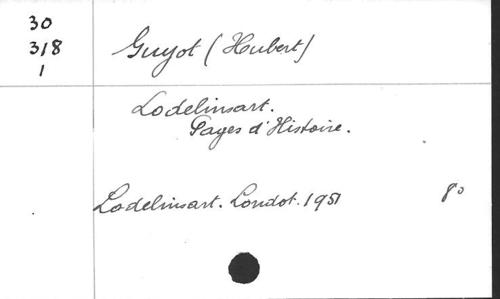 30
318
1
Guyot (Hubert)
Lodelinsart.
Pages d'Histoire.
Lodelinsart. Londot. 1951 8°